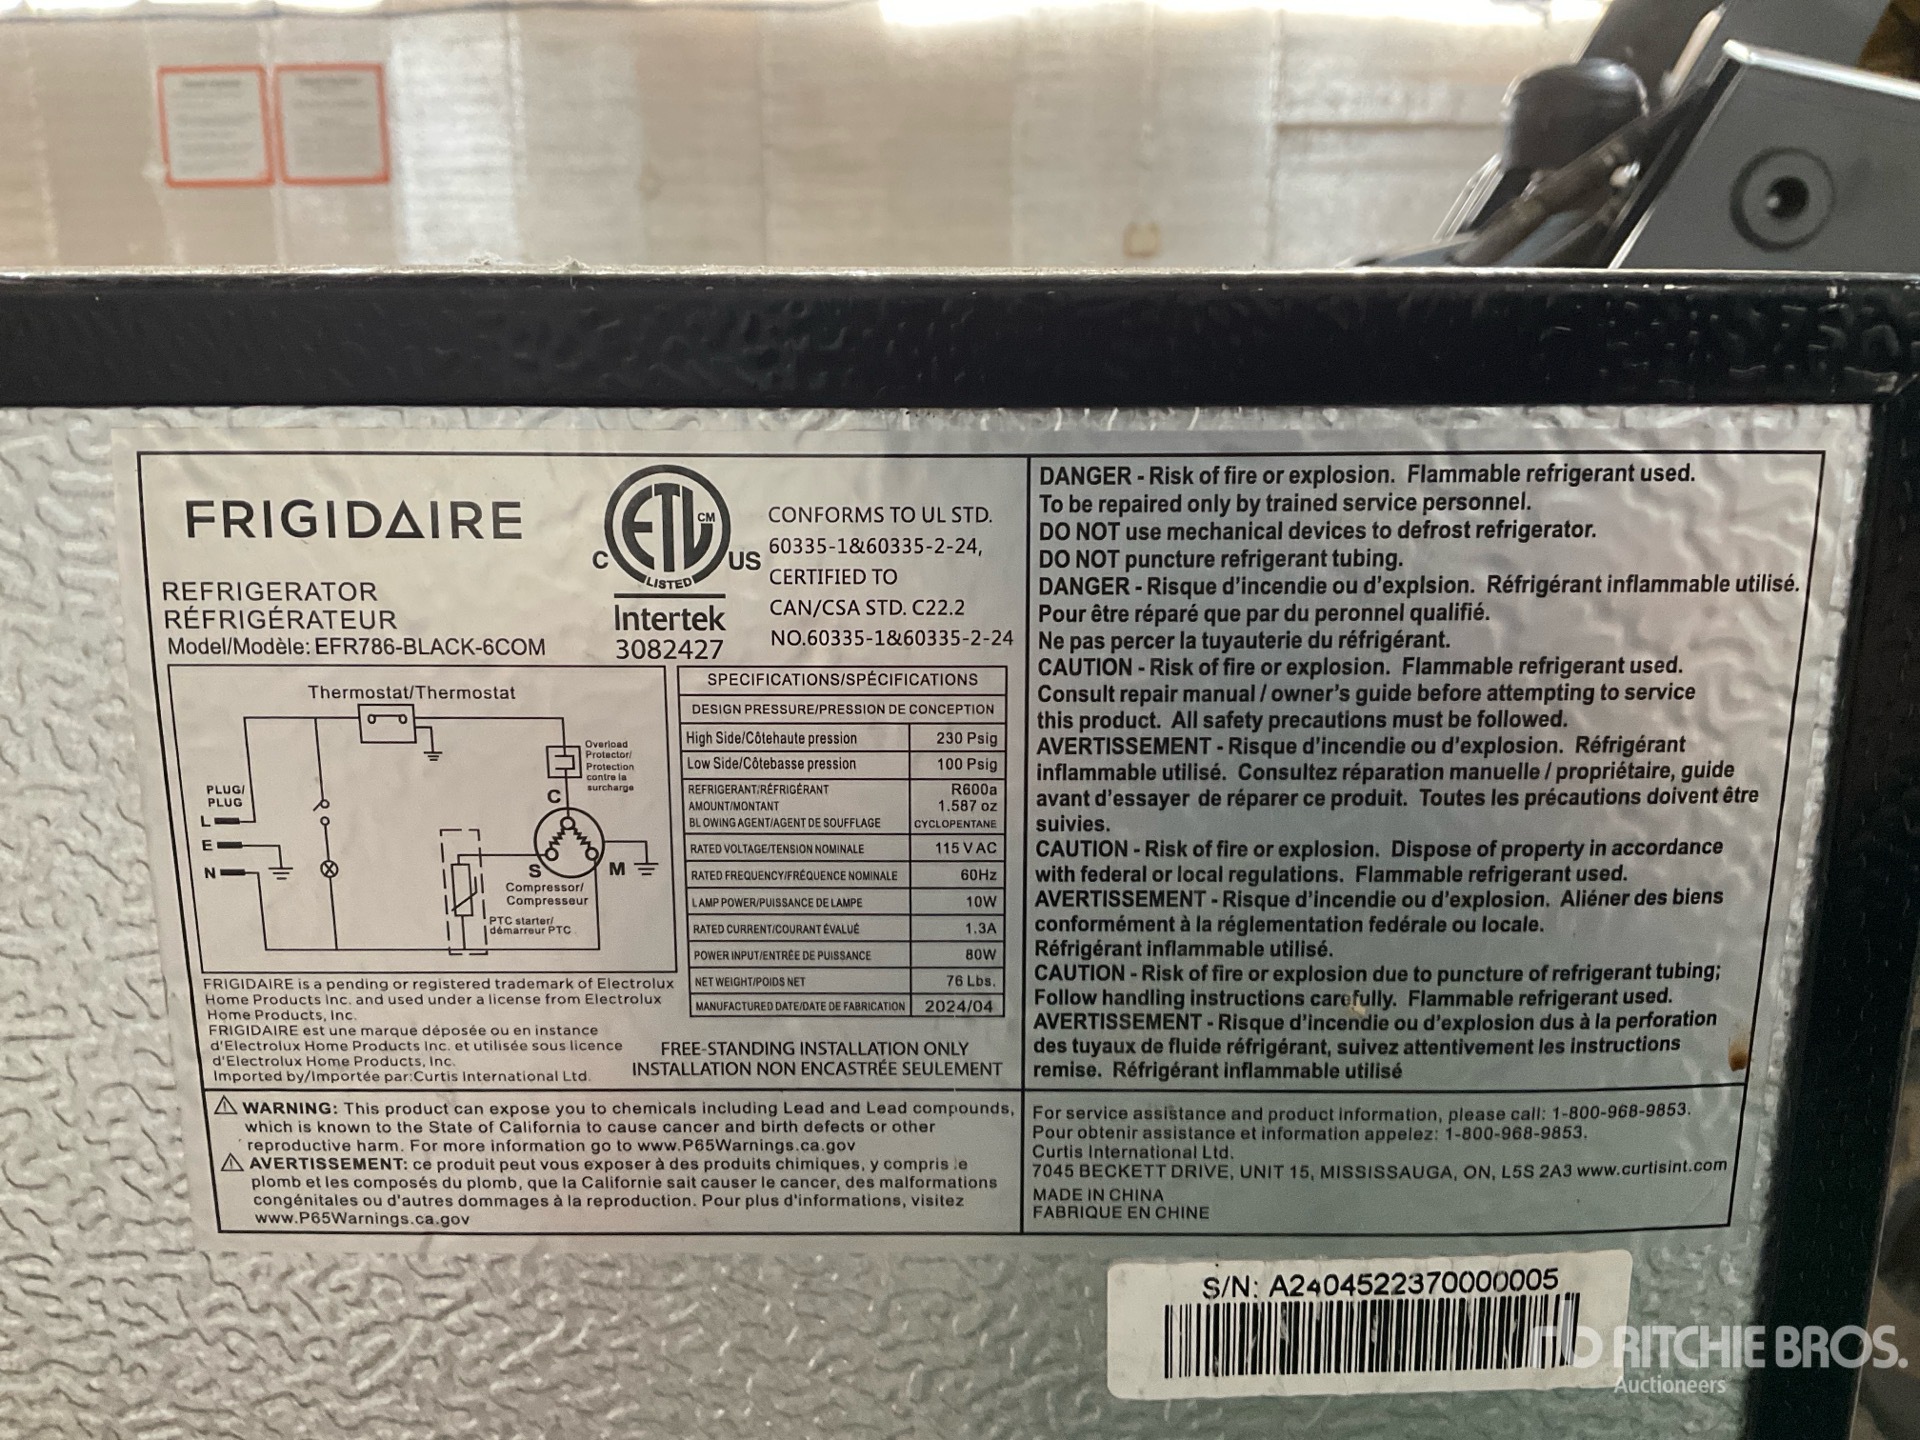 FRIGIDAIRE
REFRIGERATOR
RÉFRIGÉRATEUR
Model/Modèle: EFR786-BLACK-6COM
C ETL CM US
LISTED
Intertek
3082427
CONFORMS TO UL STD.
60335-1&60335-2-24,
CERTIFIED TO
CAN/CSA STD. C22.2
NO.60335-1&60335-2-24
Thermostat/Thermostat
Overload
Protector/
Protection
contre la
surcharge
PLUG/
PLUG
L
E
N
C
S
M
Compressor/
Compresseur
PTC starter/
démarreur PTC
SPECIFICATIONS/SPÉCIFICATIONS
DESIGN PRESSURE/PRESSION DE CONCEPTION
High Side/Côtehaute pression 230 Psig
Low Side/Côtebasse pression 100 Psig
REFRIGERANT/RÉFRIGÉRANT R600a
AMOUNT/MONTANT 1.587 oz
BLOWING AGENT/AGENT DE SOUFFLAGE CYCLOPENTANE
RATED VOLTAGE/TENSION NOMINALE 115 V AC
RATED FREQUENCY/FRÉQUENCE NOMINALE 60Hz
LAMP POWER/PUISSANCE DE LAMPE 10W
RATED CURRENT/COURANT ÉVALUÉ 1.3A
POWER INPUT/ENTRÉE DE PUISSANCE 80W
NET WEIGHT/POIDS NET 76 Lbs.
MANUFACTURED DATE/DATE DE FABRICATION 2024/04
FRIGIDAIRE is a pending or registered trademark of Electrolux
Home Products Inc. and used under a license from Electrolux
Home Products, Inc.
FRIGIDAIRE est une marque déposée ou en instance
d'Electrolux Home Products Inc. et utilisée sous licence
d'Electrolux Home Products, Inc.
Imported by/Importée par:Curtis International Ltd.
FREE-STANDING INSTALLATION ONLY
INSTALLATION NON ENCASTRÉE SEULEMENT
DANGER - Risk of fire or explosion. Flammable refrigerant used.
To be repaired only by trained service personnel.
DO NOT use mechanical devices to defrost refrigerator.
DO NOT puncture refrigerant tubing.
DANGER - Risque d'incendie ou d'explsion. Réfrigérant inflammable utilisé.
Pour être réparé que par du peronnel qualifié.
Ne pas percer la tuyauterie du réfrigérant.
CAUTION - Risk of fire or explosion. Flammable refrigerant used.
Consult repair manual / owner's guide before attempting to service
this product. All safety precautions must be followed.
AVERTISSEMENT - Risque d'incendie ou d'explosion. Réfrigérant
inflammable utilisé. Consultez réparation manuelle / propriétaire, guide
avant d'essayer de réparer ce produit. Toutes les précautions doivent être
suivies.
CAUTION - Risk of fire or explosion. Dispose of property in accordance
with federal or local regulations. Flammable refrigerant used.
AVERTISSEMENT - Risque d'incendie ou d'explosion. Aliéner des biens
conformément à la réglementation fedérale ou locale.
Réfrigérant inflammable utilisé.
CAUTION - Risk of fire or explosion due to puncture of refrigerant tubing;
Follow handling instructions carefully. Flammable refrigerant used.
AVERTISSEMENT - Risque d'incendie ou d'explosion dus à la perforation
des tuyaux de fluide réfrigérant, suivez attentivement les instructions
remise. Réfrigérant inflammable utilisé
WARNING: This product can expose you to chemicals including Lead and Lead compounds,
which is known to the State of California to cause cancer and birth defects or other
reproductive harm. For more information go to www.P65Warnings.ca.gov
AVERTISSEMENT: ce produit peut vous exposer à des produits chimiques, y compris le
plomb et les composés du plomb, que la Californie sait causer le cancer, des malformations
congénitales ou d'autres dommages à la reproduction. Pour plus d'informations, visitez
www.P65Warnings.ca.gov
For service assistance and product information, please call: 1-800-968-9853.
Pour obtenir assistance et information appelez: 1-800-968-9853.
Curtis International Ltd.
7045 BECKETT DRIVE, UNIT 15, MISSISSAUGA, ON, L5S 2A3 www.curtisint.com
MADE IN CHINA
FABRIQUE EN CHINE
S/N: A2404522370000005
RITCHIE BROS.
Auctioneers